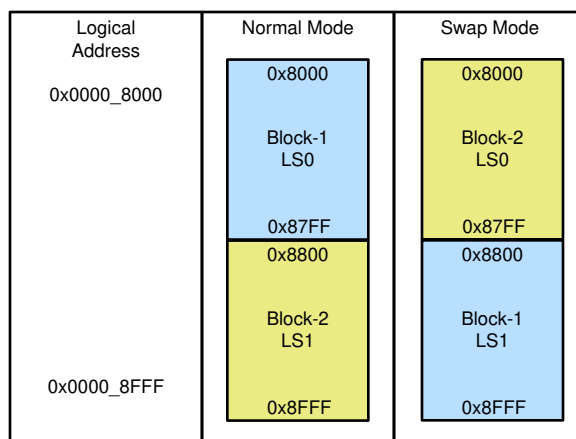 Logical
Address
0x0000_8000
0x0000_8FFF
Normal Mode
0x8000
Block-1
LS0
0x87FF
0x8800
Block-2
LS1
0x8FFF
Swap Mode
0x8000
Block-2
LS0
0x87FF
0x8800
Block-1
LS1
0x8FFF